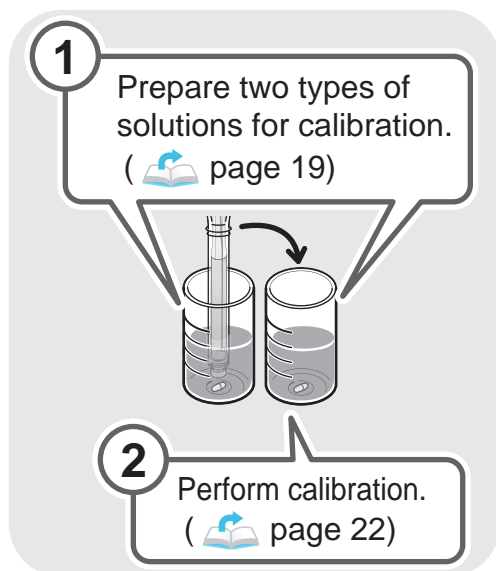 1
Prepare two types of
solutions for calibration.
( page 19)
2
Perform calibration.
( page 22)